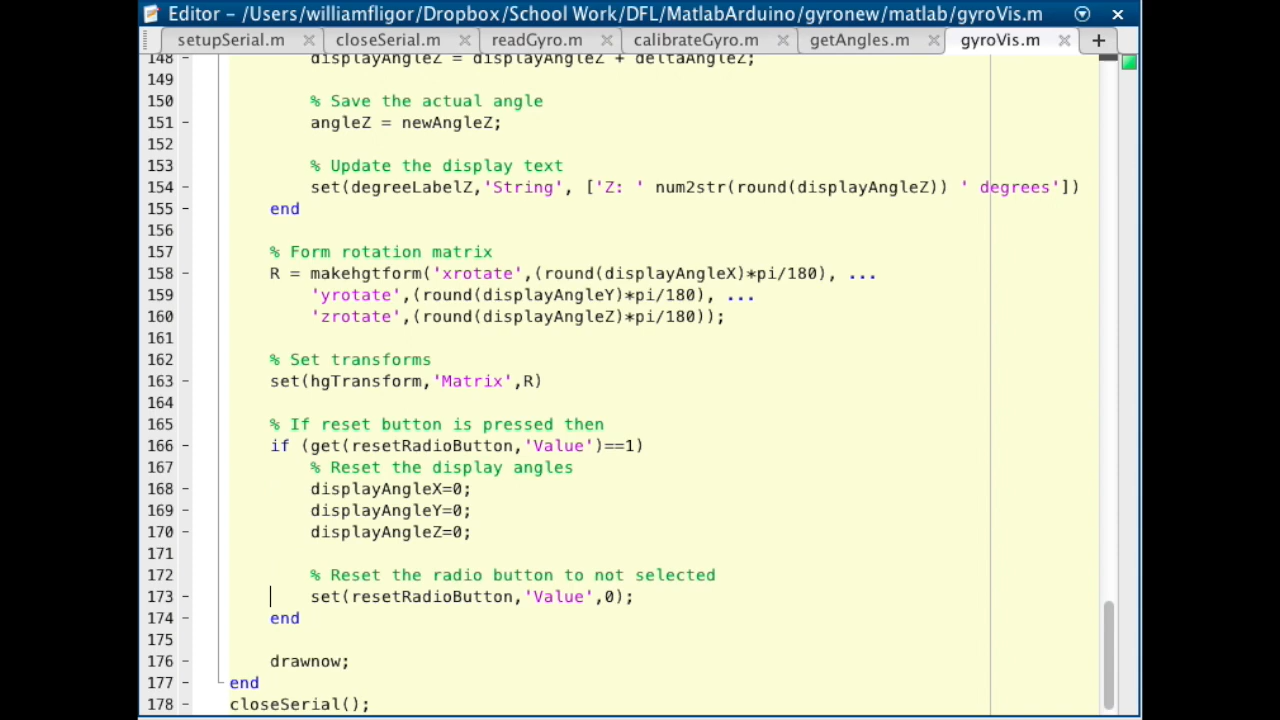 Editor - /Users/williamfligor/Dropbox/School Work/DFL/MatlabArduino/gyronew/matlab/gyroVis.m
setupSerial.m closeSerial.m readGyro.m calibrateGyro.m getAngles.m gyroVis.m
148 displayAngleZ = displayAngleZ + deltaAngleZ;
149
150 % Save the actual angle
151 - angleZ = newAngleZ;
152
153 % Update the display text
154 - set(degreeLabelZ,'String', ['Z: ' num2str(round(displayAngleZ)) ' degrees'])
155 - end
156
157 % Form rotation matrix
158 - R = makehgtform('xrotate',(round(displayAngleX)*pi/180), ...
159 'yrotate',(round(displayAngleY)*pi/180), ...
160 'zrotate',(round(displayAngleZ)*pi/180));
161
162 % Set transforms
163 - set(hgTransform,'Matrix',R)
164
165 % If reset button is pressed then
166 - if (get(resetRadioButton,'Value')==1)
167 % Reset the display angles
168 - displayAngleX=0;
169 - displayAngleY=0;
170 - displayAngleZ=0;
171
172 % Reset the radio button to not selected
173 - set(resetRadioButton,'Value',0);
174 - end
175
176 - drawnow;
177 - end
178 - closeSerial();